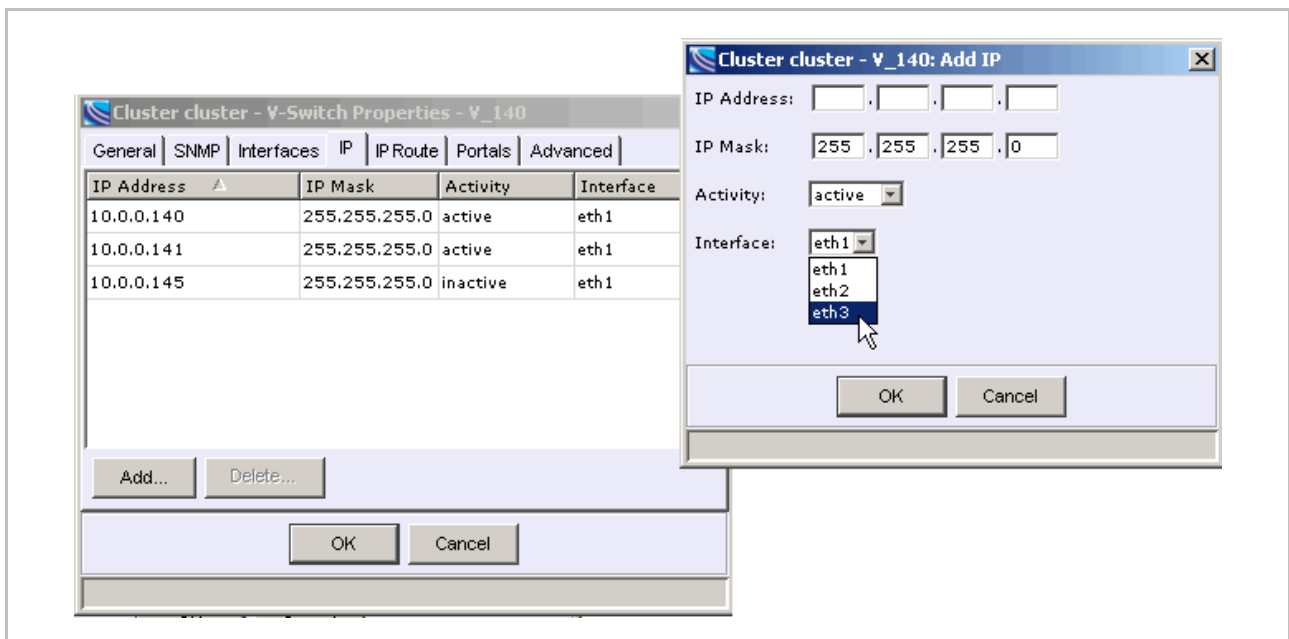 Cluster cluster - V-Switch Properties - V_140
General SNMP Interfaces IP IP Route Portals Advanced
IP Address IP Mask Activity Interface
10.0.0.140 255.255.255.0 active eth1
10.0.0.141 255.255.255.0 active eth1
10.0.0.145 255.255.255.0 inactive eth1
Add... Delete...
OK Cancel
Cluster cluster - V_140: Add IP
IP Address: . . .
IP Mask: 255 . 255 . 255 . 0
Activity: active
Interface: eth1
eth1
eth2
eth3
OK Cancel